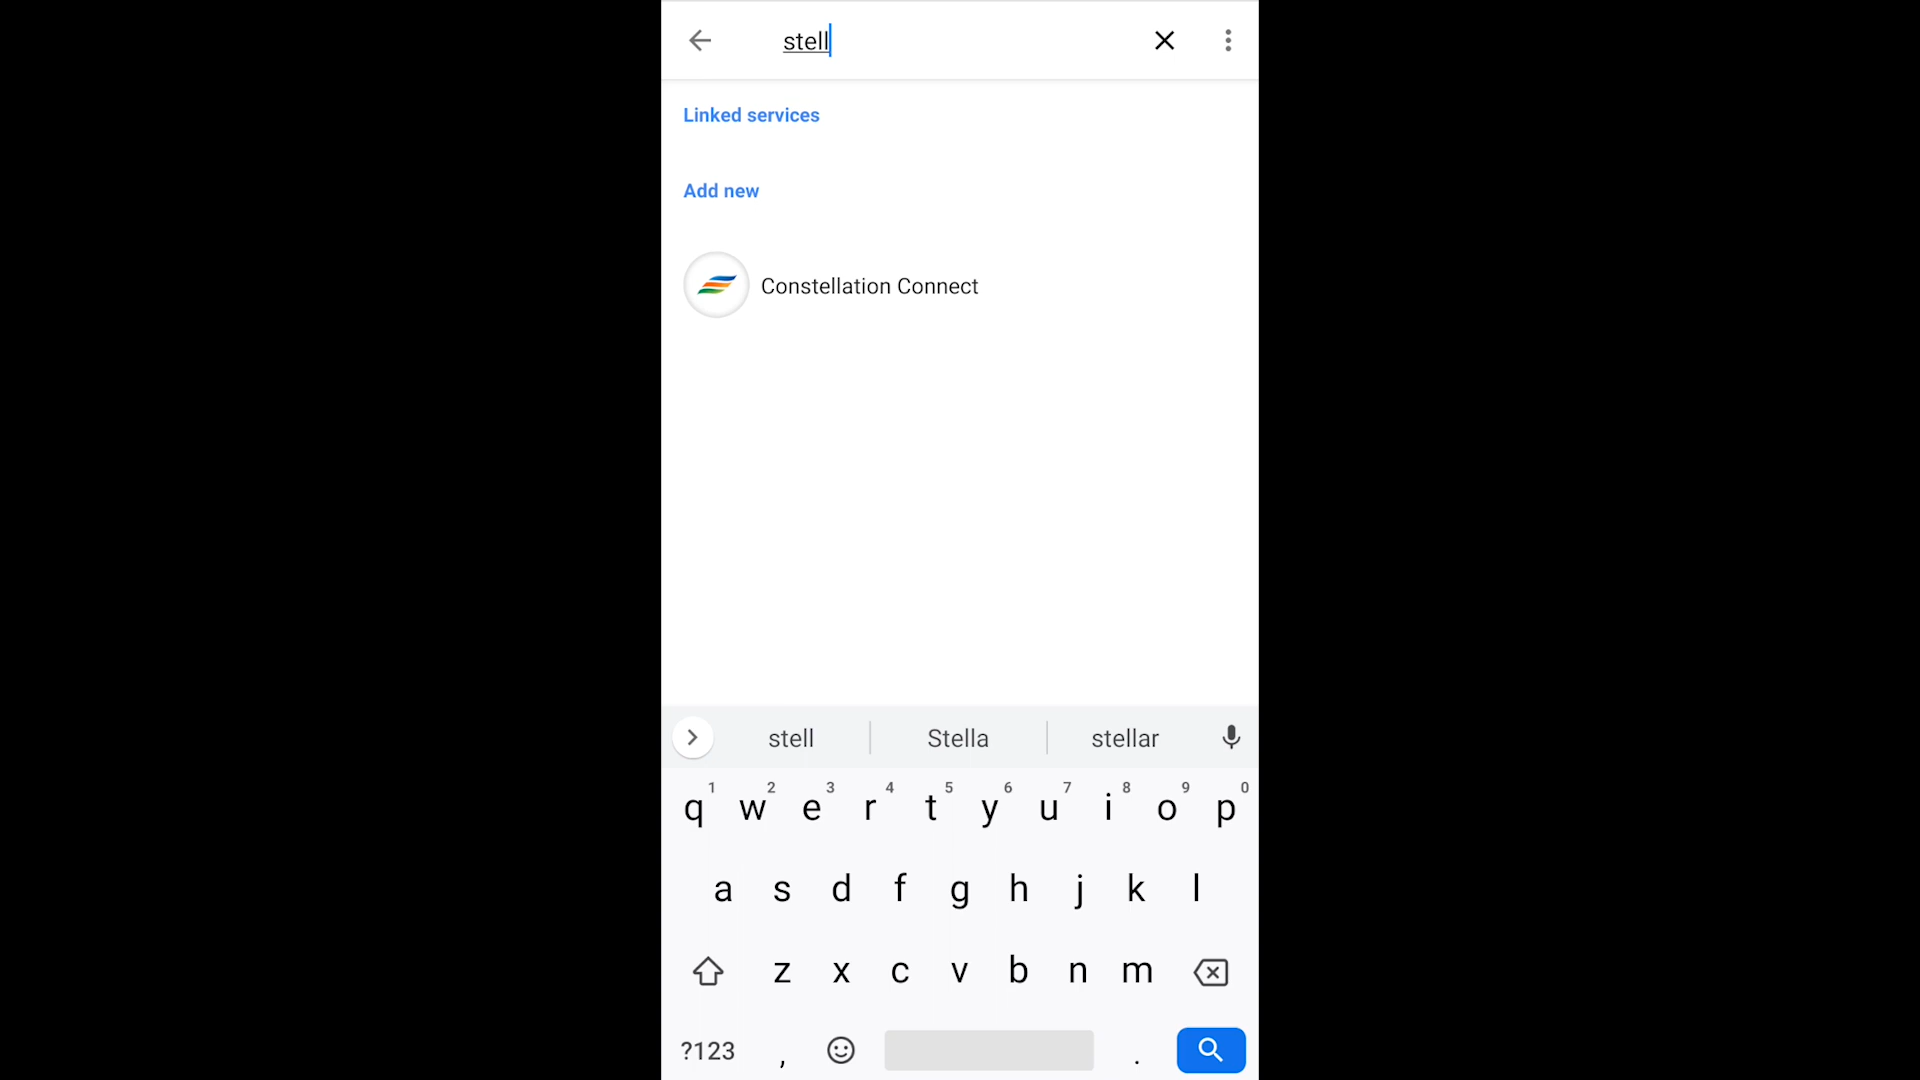 stell
Linked services
Add new
Constellation Connect
stell Stella stellar
1 2 3 4 5 6 7 8 9 0
q w e r t y u i o p
a s d f g h j k l
z x c v b n m
?123 , .